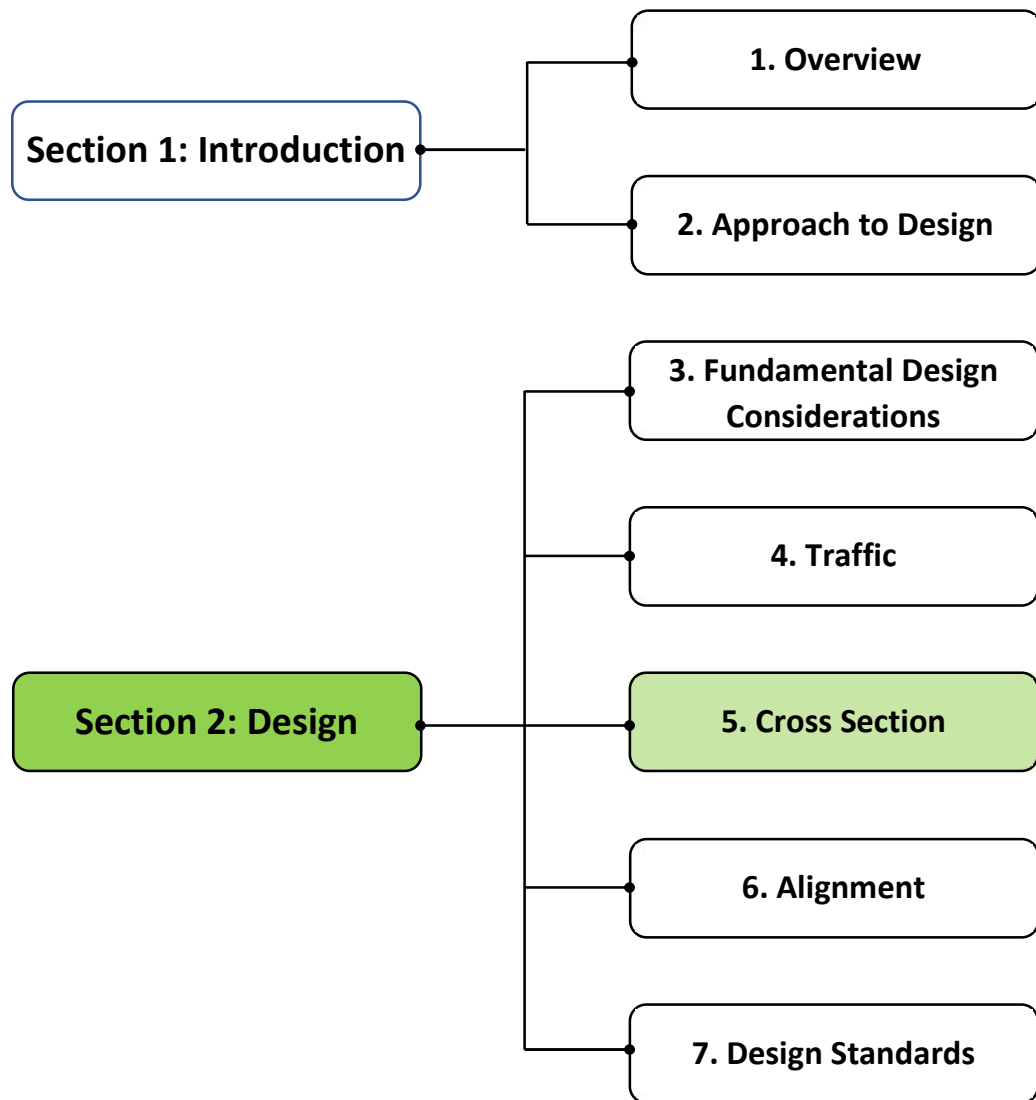 1. Overview
Section 1: Introduction
2. Approach to Design
3. Fundamental Design
Considerations
4. Traffic
Section 2: Design
5. Cross Section
6. Alignment
7. Design Standards